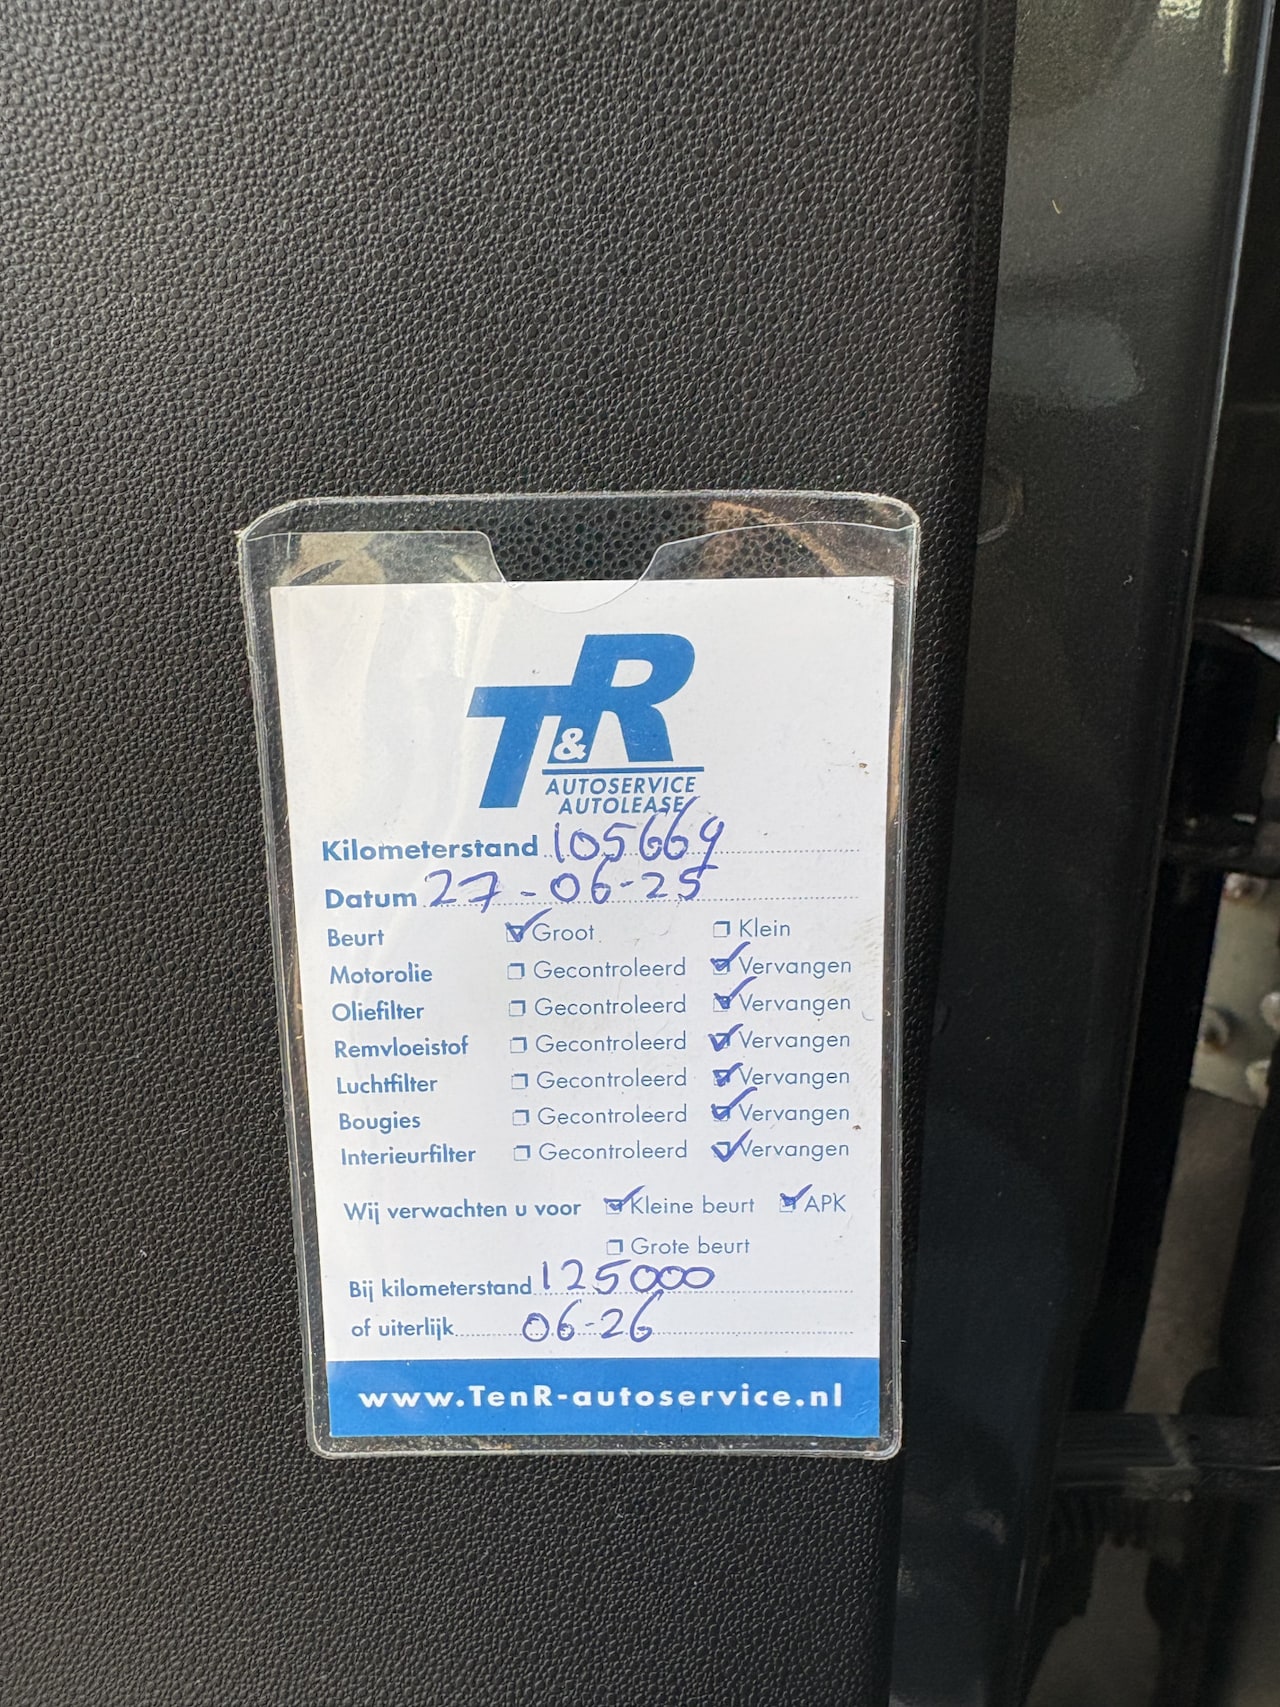 T&R
AUTOSERVICE
AUTOLEASE
Kilometerstand 105669
Datum 27-06-25
Beurt Groot Klein
Motorolie Gecontroleerd Vervangen
Oliefilter Gecontroleerd Vervangen
Remvloeistof Gecontroleerd Vervangen
Luchtfilter Gecontroleerd Vervangen
Bougies Gecontroleerd Vervangen
Interieurfilter Gecontroleerd Vervangen
Wij verwachten u voor Kleine beurt APK
Grote beurt
Bij kilometerstand 125000
of uiterlijk 06-26
www.TenR-autoservice.nl